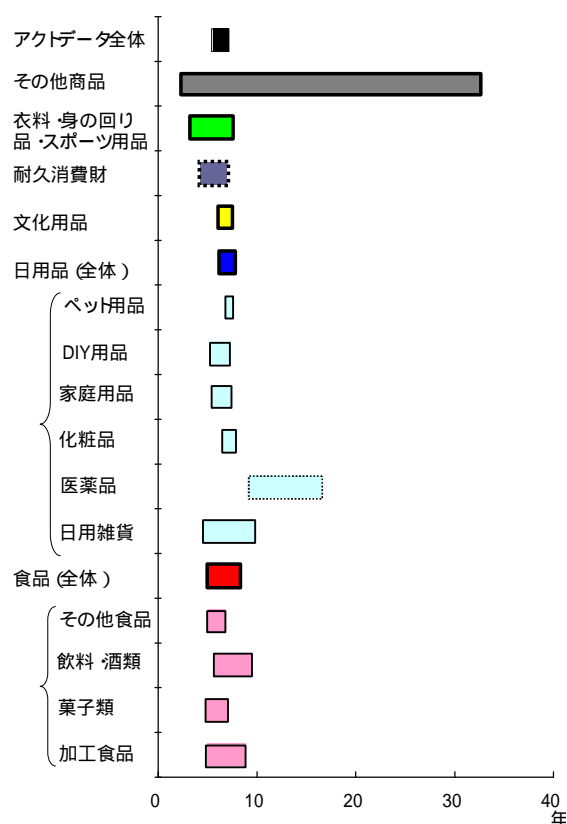 アクトデータ全体
その他商品
衣料・身の回り
品・スポーツ用品
耐久消費財
文化用品
日用品(全体)
ペット用品
DIY用品
家庭用品
化粧品
医薬品
日用雑貨
食品(全体)
その他食品
飲料・酒類
菓子類
加工食品
0 10 20 30 40
年